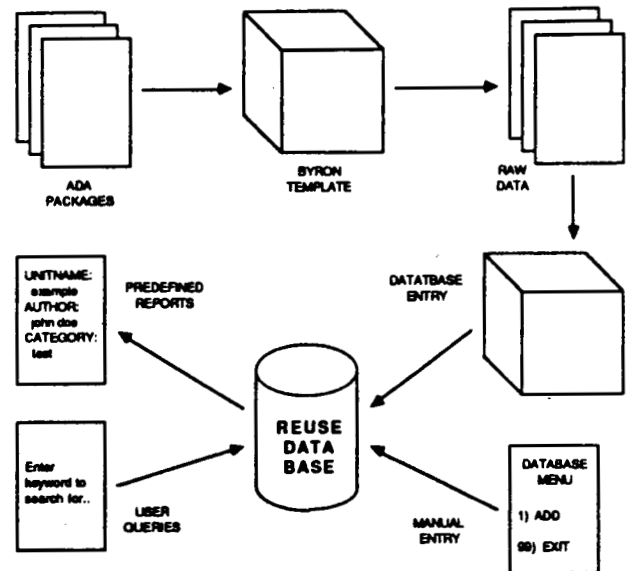 ADA
PACKAGES
BYRON
TEMPLATE
RAW
DATA
UNITNAME:
example
AUTHOR:
john doe
CATEGORY:
test
PREDEFINED
REPORTS
DATATBASE
ENTRY
REUSE
DATA
BASE
Enter
keyword to
search for..
USER
QUERIES
MANUAL
ENTRY
DATABASE
MENU
1) ADD
99) EXIT